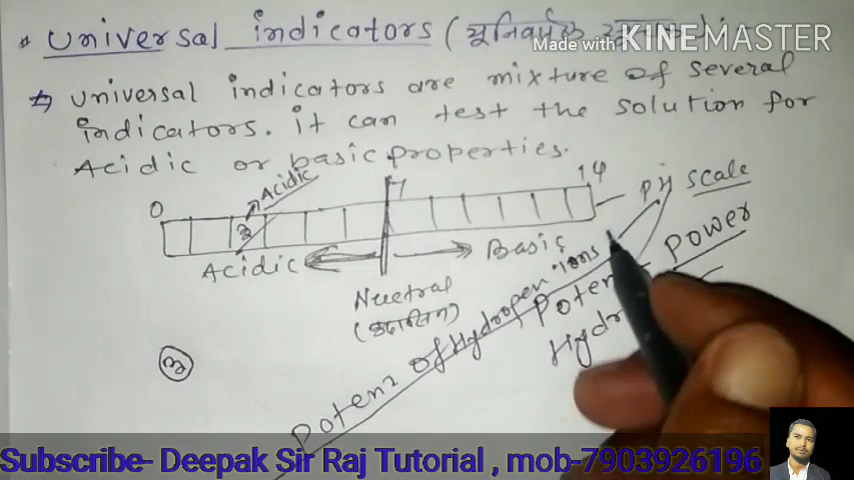 * Universal indicators (यूनिवर्सल सूचक
Made with KINEMASTER
⇒ Universal indicators are mixture of several
indicators. it can test the solution for
Acidic or basic properties.
0 Acidic 7 14 pH scale
3
Acidic Basic
Nuetral
(उदासिन)
Power
Potenz of Hydrogen ions
Poten
Hydr
3
Subscribe- Deepak Sir Raj Tutorial , mob-7903926196